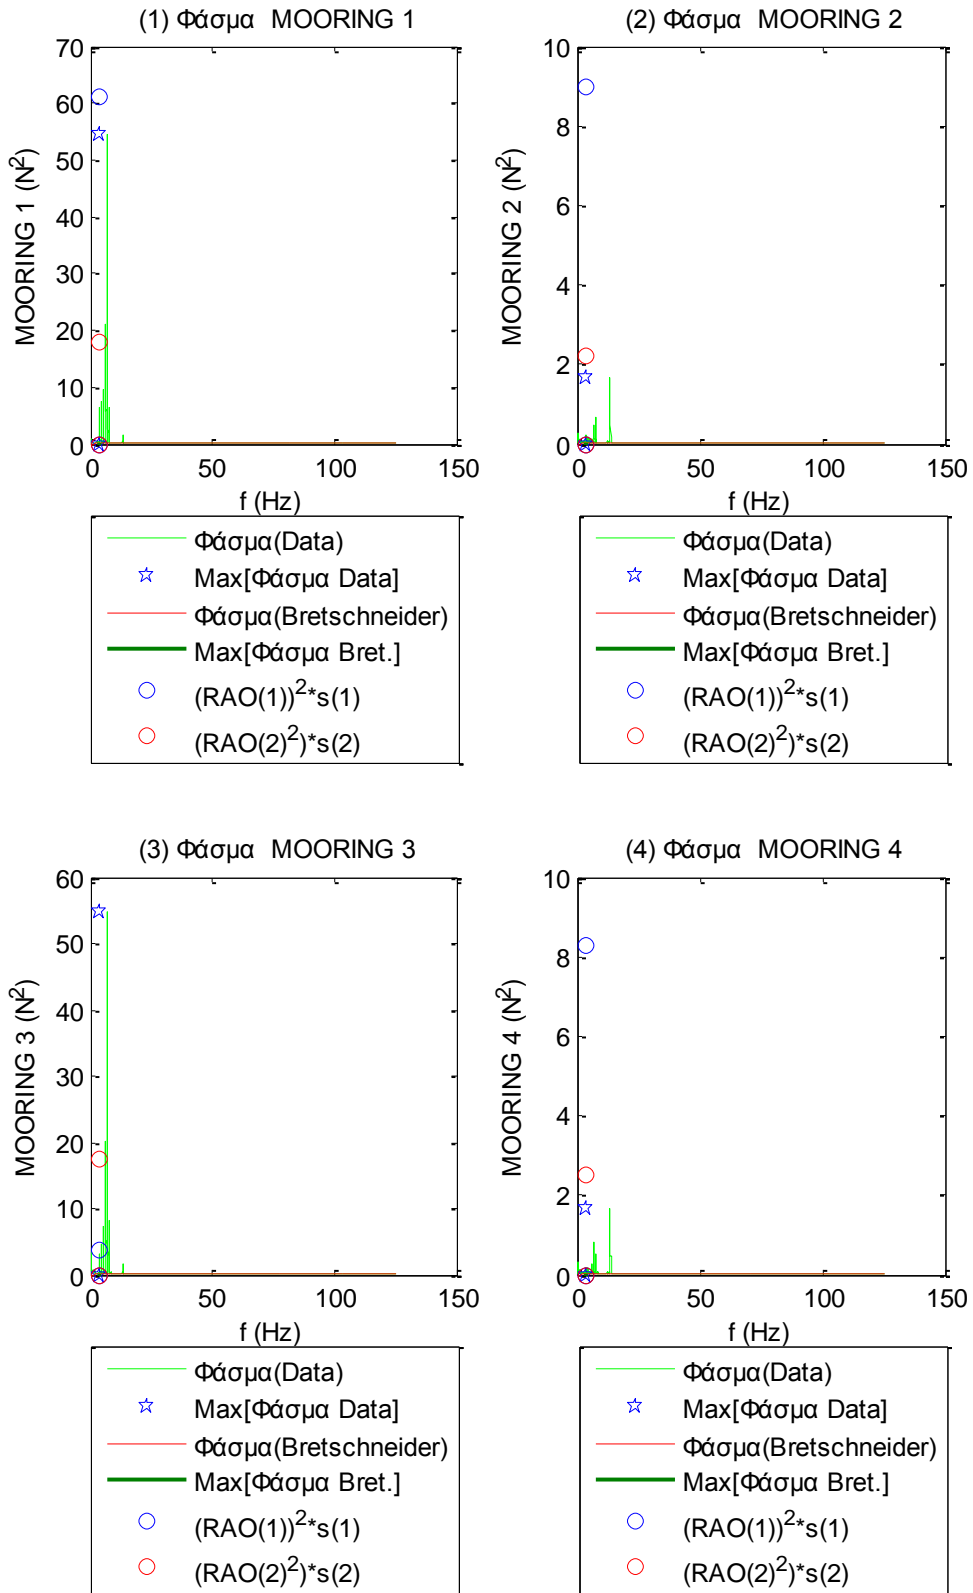 (1) Φάσμα MOORING 1
70
60
50
40
30
20
10
0
MOORING 1 (N²)
0 50 100 150
f (Hz)
Φάσμα(Data)
Max[Φάσμα Data]
Φάσμα(Bretschneider)
Max[Φάσμα Bret.]
(RAO(1))²*s(1)
(RAO(2)²)*s(2)
(2) Φάσμα MOORING 2
10
8
6
4
2
0
MOORING 2 (N²)
0 50 100 150
f (Hz)
Φάσμα(Data)
Max[Φάσμα Data]
Φάσμα(Bretschneider)
Max[Φάσμα Bret.]
(RAO(1))²*s(1)
(RAO(2)²)*s(2)
(3) Φάσμα MOORING 3
60
50
40
30
20
10
0
MOORING 3 (N²)
0 50 100 150
f (Hz)
Φάσμα(Data)
Max[Φάσμα Data]
Φάσμα(Bretschneider)
Max[Φάσμα Bret.]
(RAO(1))²*s(1)
(RAO(2)²)*s(2)
(4) Φάσμα MOORING 4
10
8
6
4
2
0
MOORING 4 (N²)
0 50 100 150
f (Hz)
Φάσμα(Data)
Max[Φάσμα Data]
Φάσμα(Bretschneider)
Max[Φάσμα Bret.]
(RAO(1))²*s(1)
(RAO(2)²)*s(2)